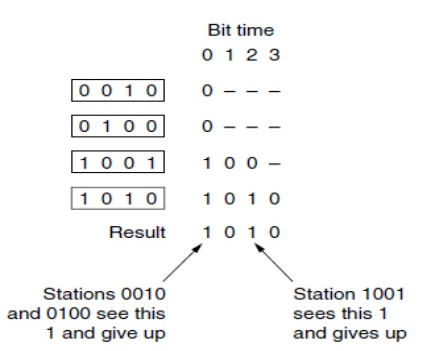 Bit time
0 1 2 3
0 0 1 0 0 – – –
0 1 0 0 0 – – –
1 0 0 1 1 0 0 –
1 0 1 0 1 0 1 0
Result 1 0 1 0
Stations 0010
and 0100 see this
1 and give up
Station 1001
sees this 1
and gives up